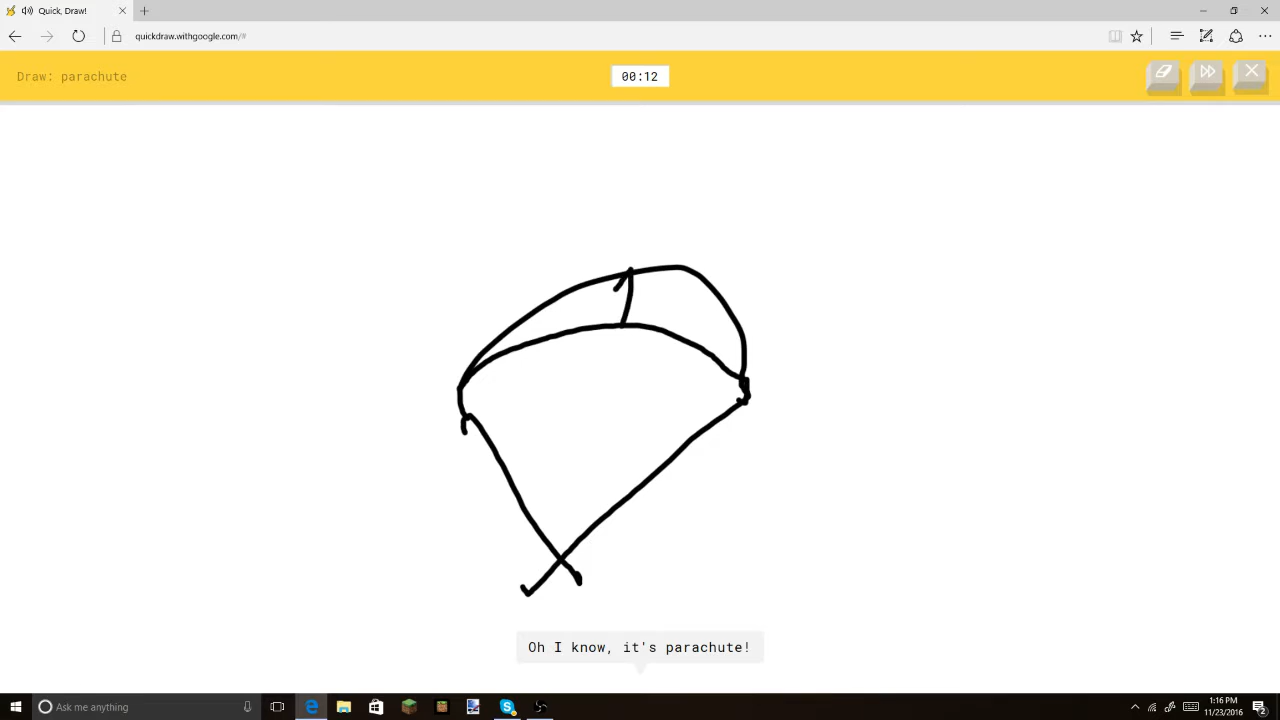 Quick, Draw!
quickdraw.withgoogle.com/#
Draw: parachute
00:12
Oh I know, it's parachute!
Ask me anything
1:16 PM
11/23/2016
2